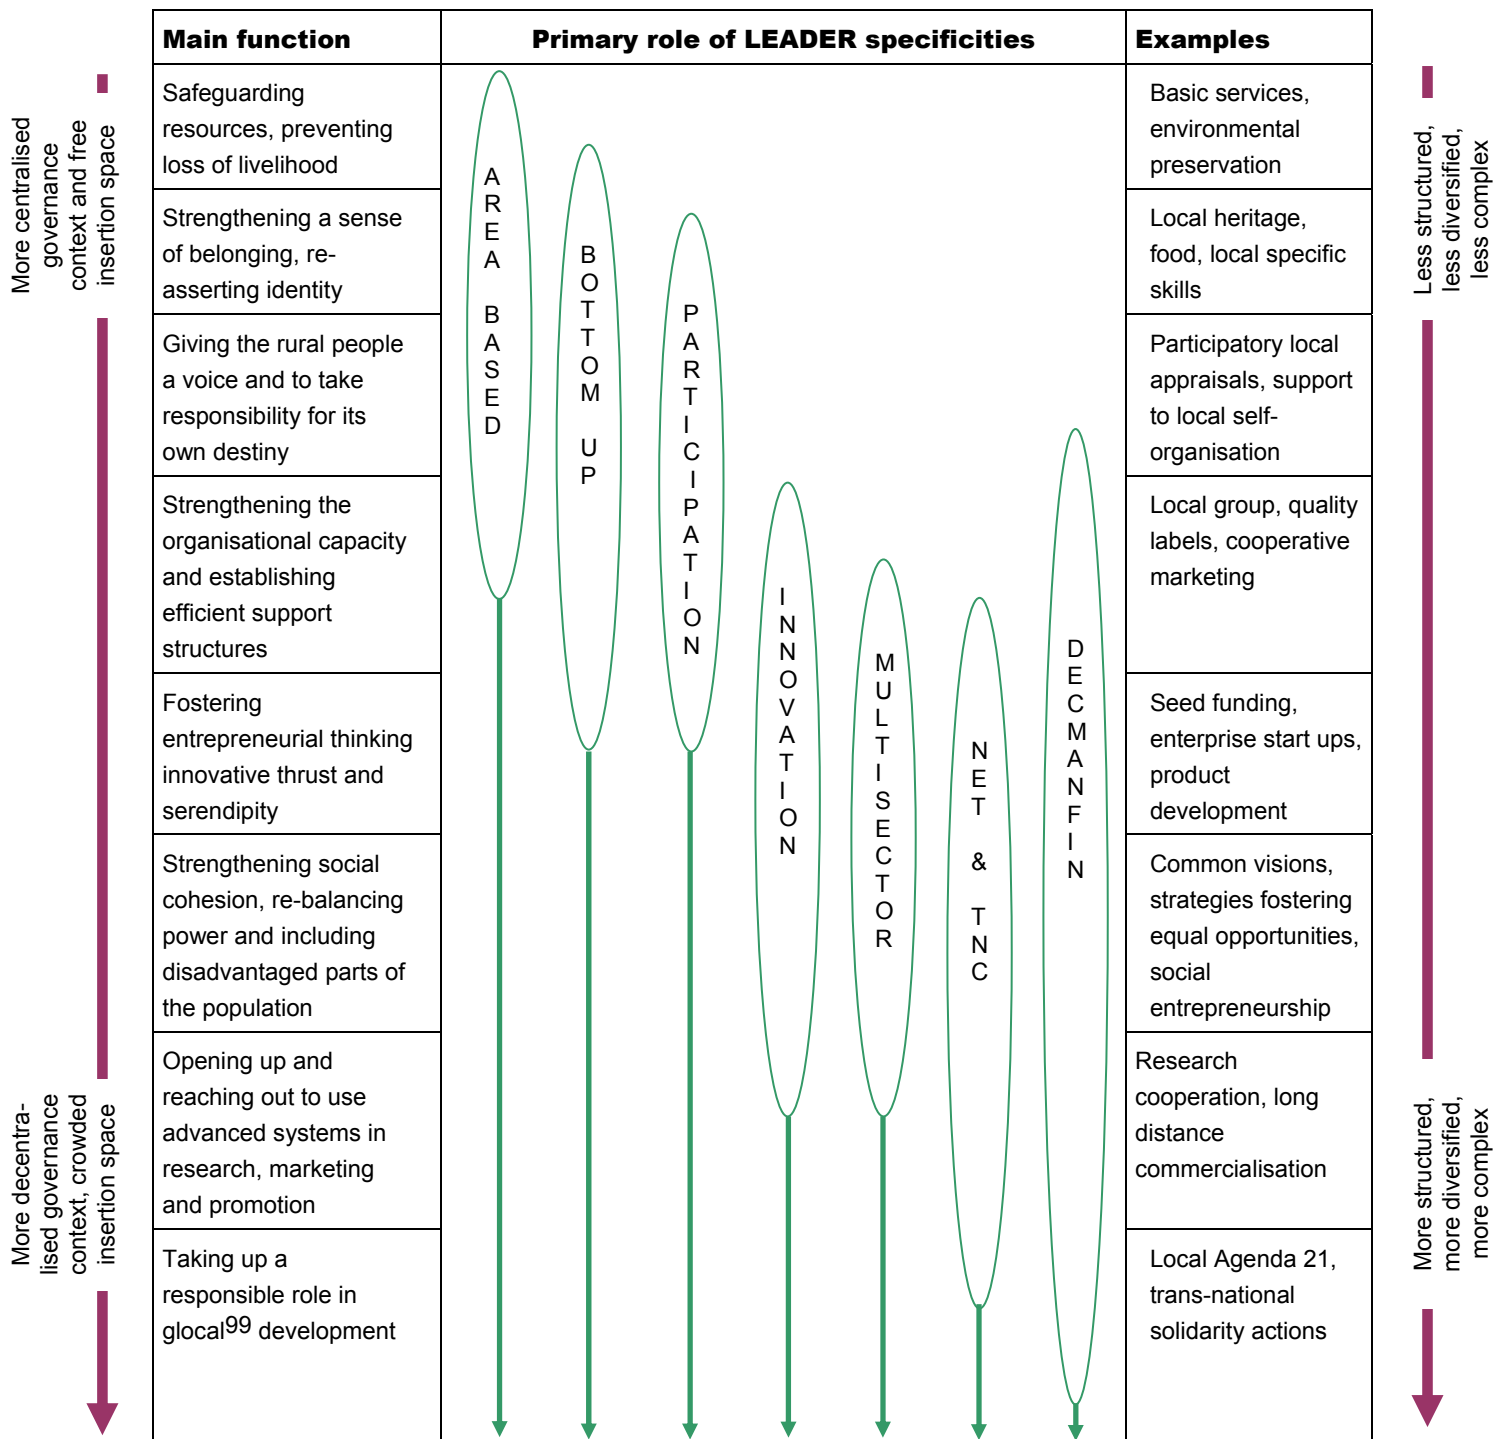 Main function
Primary role of LEADER specificities
Examples
More centralised
governance
context and free
insertion space
More decentra-
lised governance
context, crowded
insertion space
Safeguarding
resources, preventing
loss of livelihood
Strengthening a sense
of belonging, re-
asserting identity
Giving the rural people
a voice and to take
responsibility for its
own destiny
Strengthening the
organisational capacity
and establishing
efficient support
structures
Fostering
entrepreneurial thinking
innovative thrust and
serendipity
Strengthening social
cohesion, re-balancing
power and including
disadvantaged parts of
the population
Opening up and
reaching out to use
advanced systems in
research, marketing
and promotion
Taking up a
responsible role in
glocal99 development
AREA BASED
BOTTOM UP
PARTICIPATION
INNOVATION
MULTISECTOR
NET & TNC
DECMANFIN
Basic services,
environmental
preservation
Local heritage,
food, local specific
skills
Participatory local
appraisals, support
to local self-
organisation
Local group, quality
labels, cooperative
marketing
Seed funding,
enterprise start ups,
product
development
Common visions,
strategies fostering
equal opportunities,
social
entrepreneurship
Research
cooperation, long
distance
commercialisation
Local Agenda 21,
trans-national
solidarity actions
Less structured,
less diversified,
less complex
More structured,
more diversified,
more complex